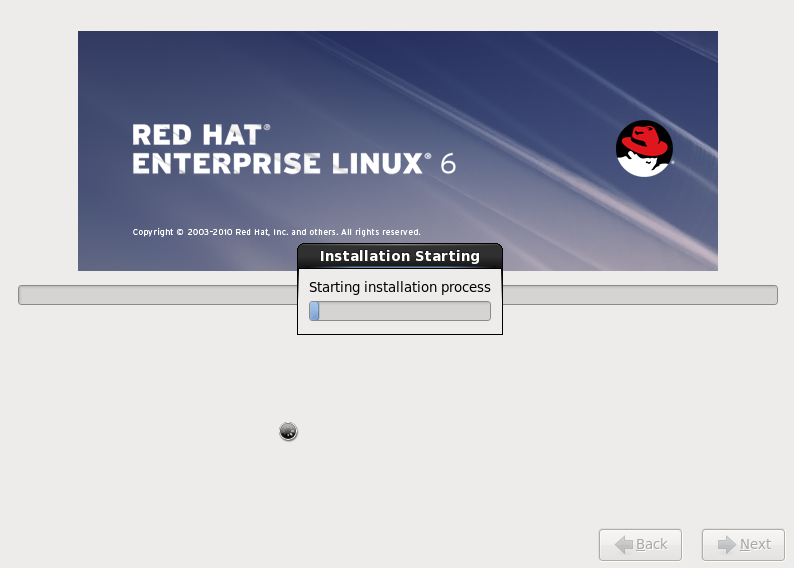 RED HAT®
ENTERPRISE LINUX® 6
Copyright © 2003-2010 Red Hat, Inc. and others. All rights reserved.
Installation Starting
Starting installation process
Back
Next